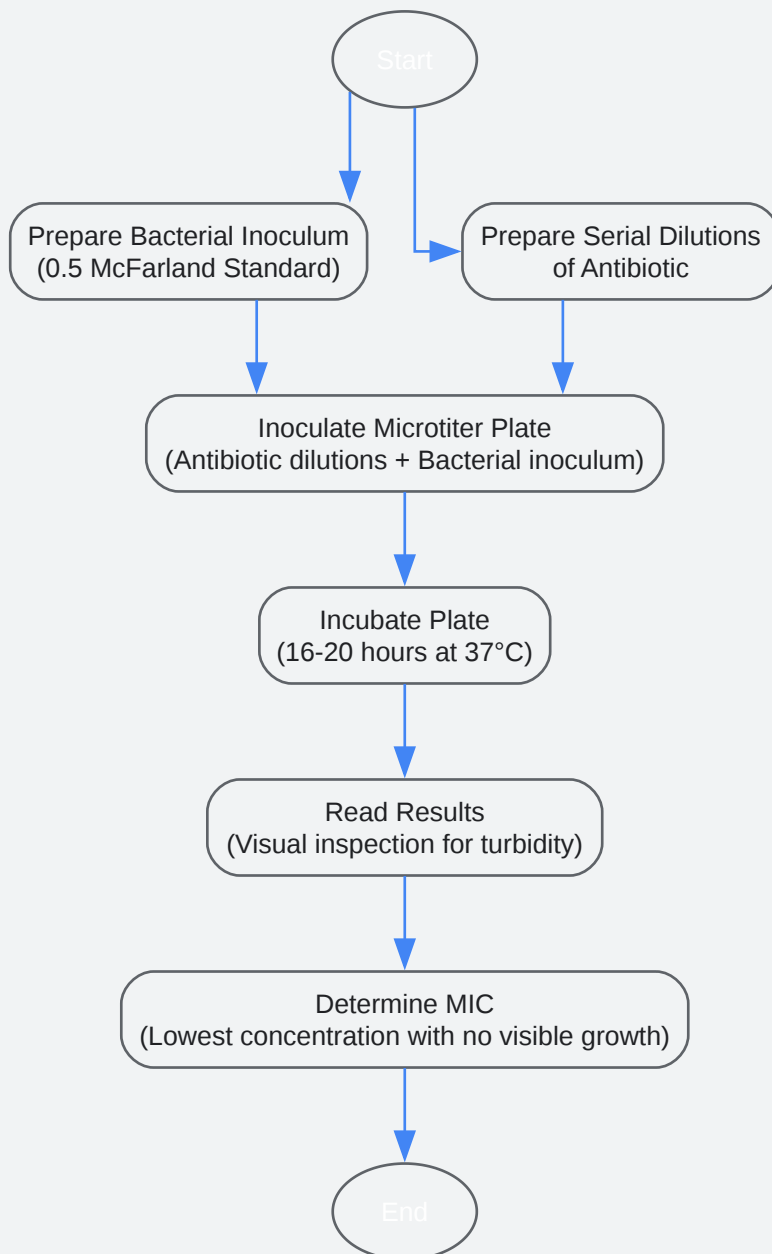 Start
Prepare Bacterial Inoculum
(0.5 McFarland Standard)
Prepare Serial Dilutions
of Antibiotic
Inoculate Microtiter Plate
(Antibiotic dilutions + Bacterial inoculum)
Incubate Plate
(16-20 hours at 37°C)
Read Results
(Visual inspection for turbidity)
Determine MIC
(Lowest concentration with no visible growth)
End